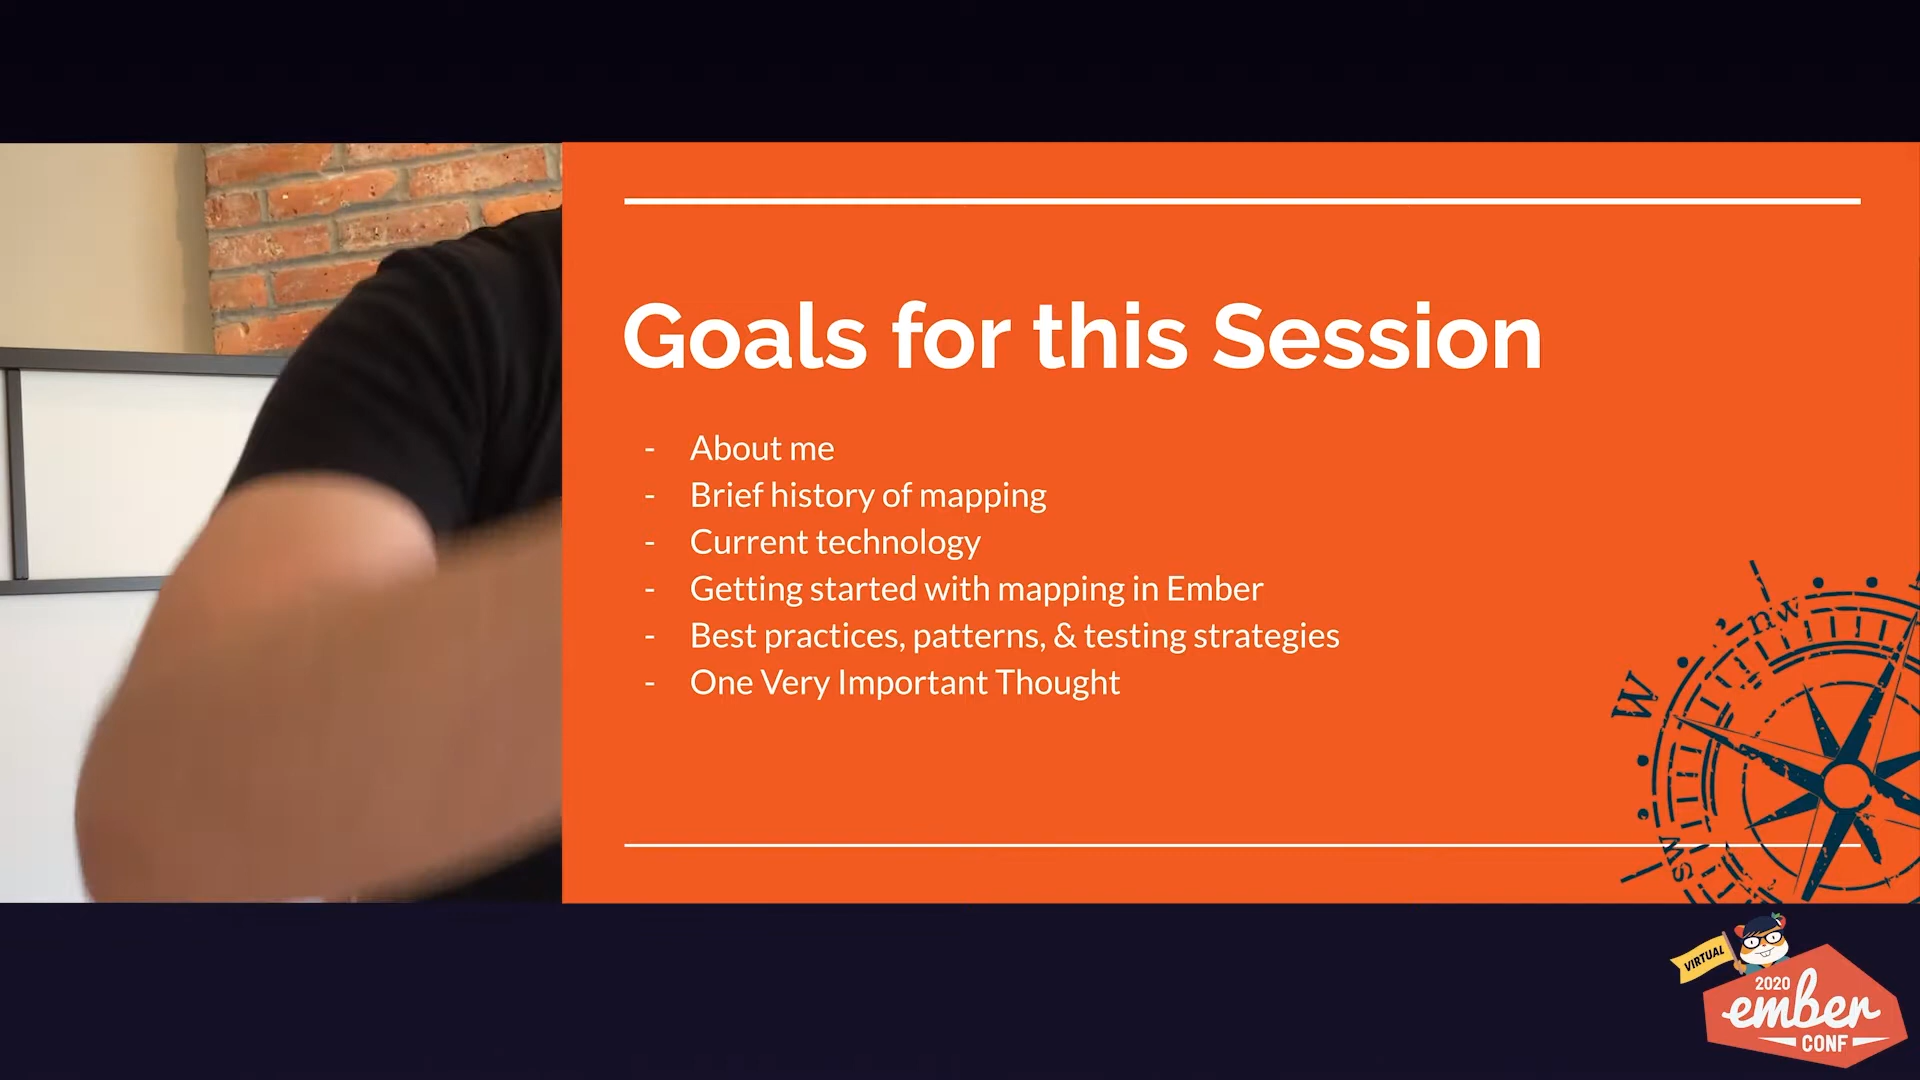 Goals for this Session
- About me
- Brief history of mapping
- Current technology
- Getting started with mapping in Ember
- Best practices, patterns, & testing strategies
- One Very Important Thought
nw
W
sw
VIRTUAL
2020
ember
CONF